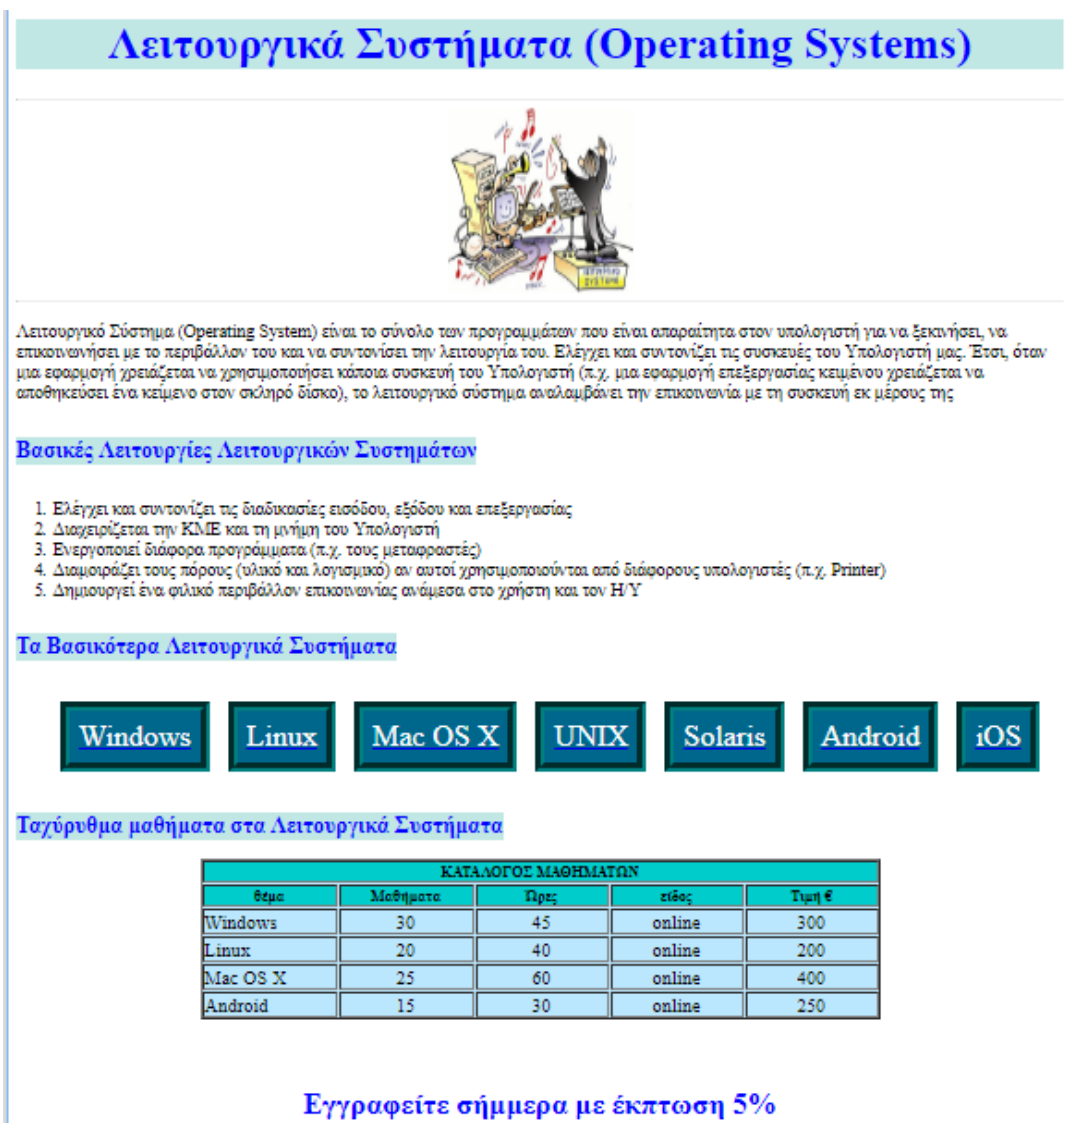 Λειτουργικά Συστήματα (Operating Systems)
Λειτουργικό Σύστημα (Operating System) είναι το σύνολο των προγραμμάτων που είναι απαραίτητα στον υπολογιστή για να ξεκινήσει, να
επικοινωνήσει με το περιβάλλον του και να συντονίσει την λειτουργία του. Ελέγχει και συντονίζει τις συσκευές του Υπολογιστή μας. Έτσι, όταν
μια εφαρμογή χρειάζεται να χρησιμοποιήσει κάποια συσκευή του Υπολογιστή (π.χ. μια εφαρμογή επεξεργασίας κειμένου χρειάζεται να
αποθηκεύσει ένα κείμενο στον σκληρό δίσκο), το λειτουργικό σύστημα αναλαμβάνει την επικοινωνία με τη συσκευή εκ μέρους της
Βασικές Λειτουργίες Λειτουργικών Συστημάτων
1. Ελέγχει και συντονίζει τις διαδικασίες εισόδου, εξόδου και επεξεργασίας
2. Διαχειρίζεται την ΚΜΕ και τη μνήμη του Υπολογιστή
3. Ενεργοποιεί διάφορα προγράμματα (π.χ. τους μεταφραστές)
4. Διαμοιράζει τους πόρους (υλικό και λογισμικό) αν αυτοί χρησιμοποιούνται από διάφορους υπολογιστές (π.χ. Printer)
5. Δημιουργεί ένα φιλικό περιβάλλον επικοινωνίας ανάμεσα στο χρήστη και τον Η/Υ
Τα Βασικότερα Λειτουργικά Συστήματα
Windows Linux Mac OS X UNIX Solaris Android iOS
Ταχύρυθμα μαθήματα στα Λειτουργικά Συστήματα
ΚΑΤΑΛΟΓΟΣ ΜΑΘΗΜΑΤΩΝ
θέμα Μαθήματα Ώρες είδος Τιμή €
Windows 30 45 online 300
Linux 20 40 online 200
Mac OS X 25 60 online 400
Android 15 30 online 250
Εγγραφείτε σήμμερα με έκπτωση 5%